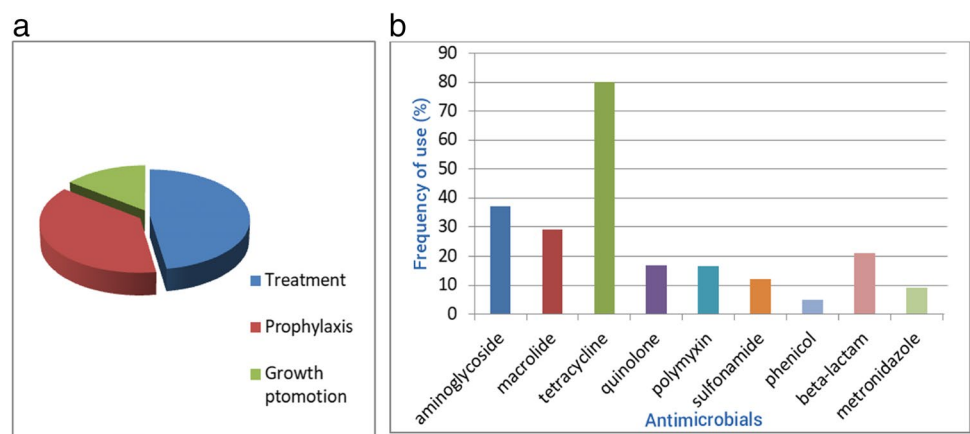 a
Treatment
Prophylaxis
Growth
ptomotion
b
Frequency of use (%)
90
80
70
60
50
40
30
20
10
0
aminoglycoside
macrolide
tetracycline
quinolone
polymyxin
sulfonamide
phenicol
beta-lactam
metronidazole
Antimicrobials